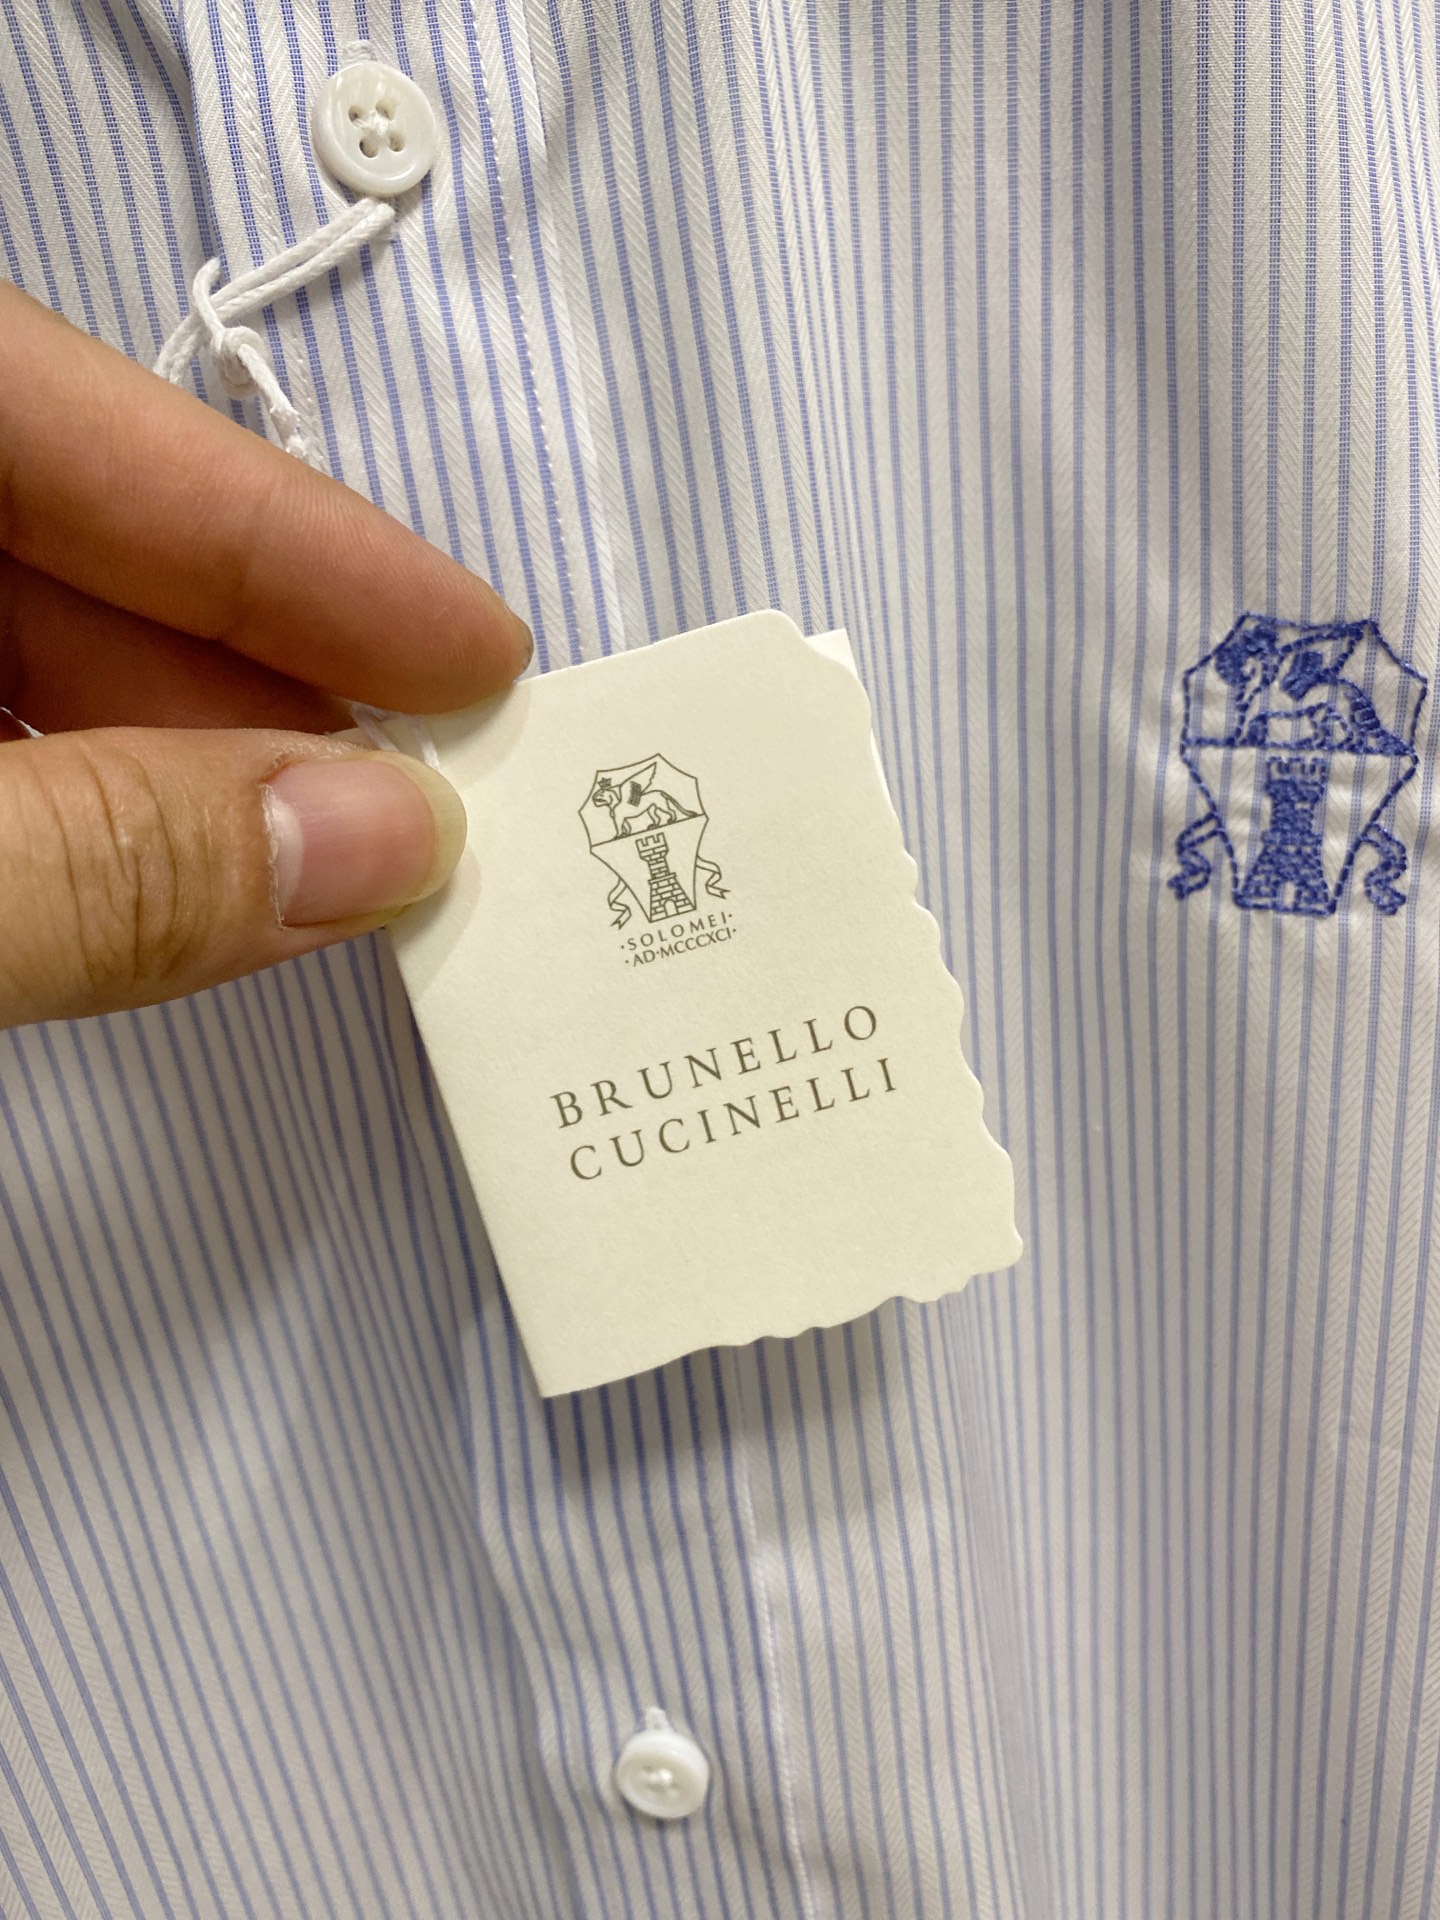 ·SOLOMEI·
·AD·MCCCXCI·
BRUNELLO
CUCINELLI